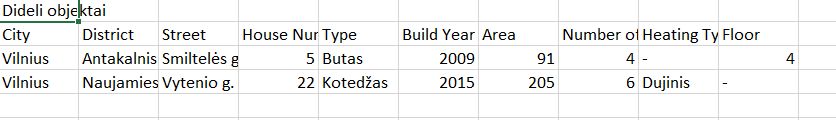 Dideli objektai
City District Street House Nur Type Build Year Area Number of Heating Ty Floor
Vilnius Antakalnis Smiltelės g 5 Butas 2009 91 4 - 4
Vilnius Naujamies Vytenio g. 22 Kotedžas 2015 205 6 Dujinis -